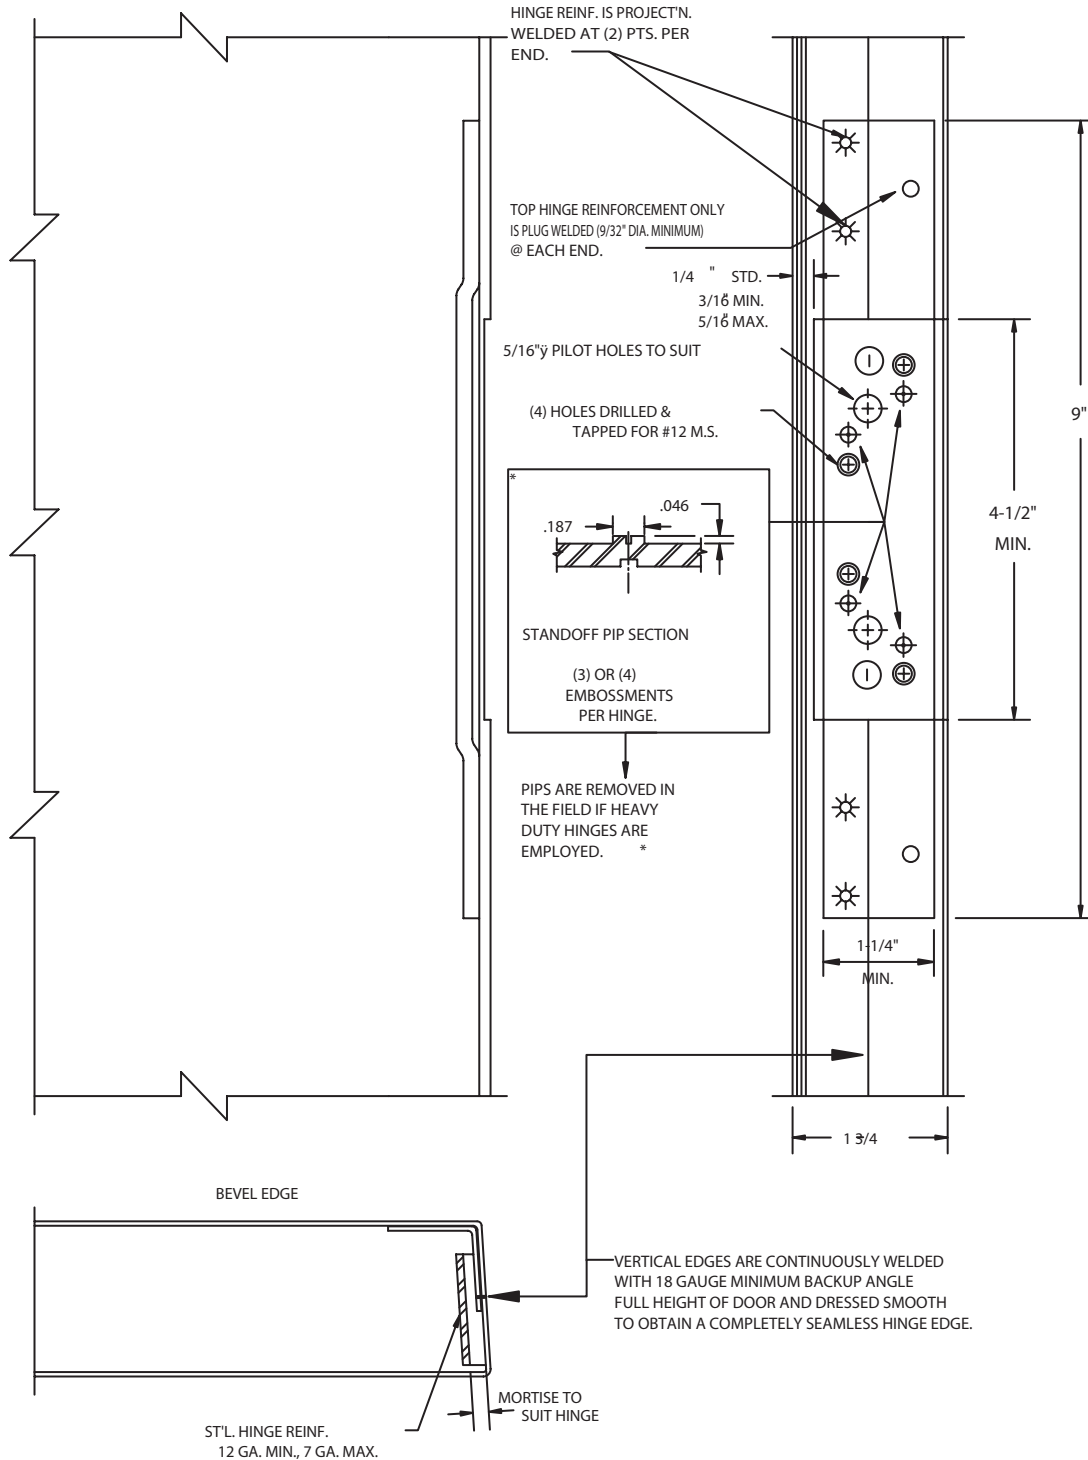 HINGE REINF. IS PROJECT'N.
WELDED AT (2) PTS. PER
END.
TOP HINGE REINFORCEMENT ONLY
IS PLUG WELDED (9/32" DIA. MINIMUM)
@ EACH END.
1/4 " STD.
3/16" MIN.
5/16" MAX.
5/16"ÿ PILOT HOLES TO SUIT
(4) HOLES DRILLED &
TAPPED FOR #12 M.S.
*
.046
.187
STANDOFF PIP SECTION
(3) OR (4)
EMBOSSMENTS
PER HINGE.
PIPS ARE REMOVED IN
THE FIELD IF HEAVY
DUTY HINGES ARE
EMPLOYED. *
9"
4-1/2"
MIN.
1-1/4"
MIN.
1 3/4
BEVEL EDGE
VERTICAL EDGES ARE CONTINUOUSLY WELDED
WITH 18 GAUGE MINIMUM BACKUP ANGLE
FULL HEIGHT OF DOOR AND DRESSED SMOOTH
TO OBTAIN A COMPLETELY SEAMLESS HINGE EDGE.
MORTISE TO
SUIT HINGE
ST'L. HINGE REINF.
12 GA. MIN., 7 GA. MAX.